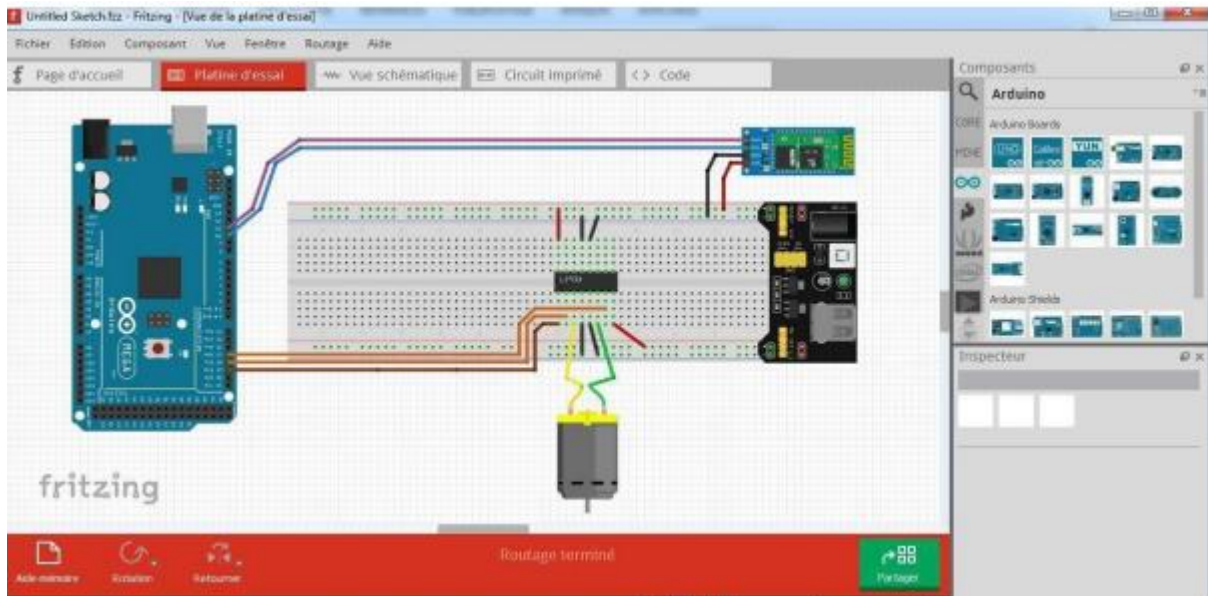 Untitled Sketch.fzz - Fritzing - [Vue de la platine d'essai]
Fichier Edition Composant Vue Fenêtre Routage Aide
Page d'accueil Platine d'essai Vue schématique Circuit imprimé <> Code
Composants
Arduino
CORE
Arduino Boards
MINE
YUN
Arduino Shields
Inspecteur
MEGA
fritzing
Aide-mémoire Rotation Retourner
Routage terminé
Partager